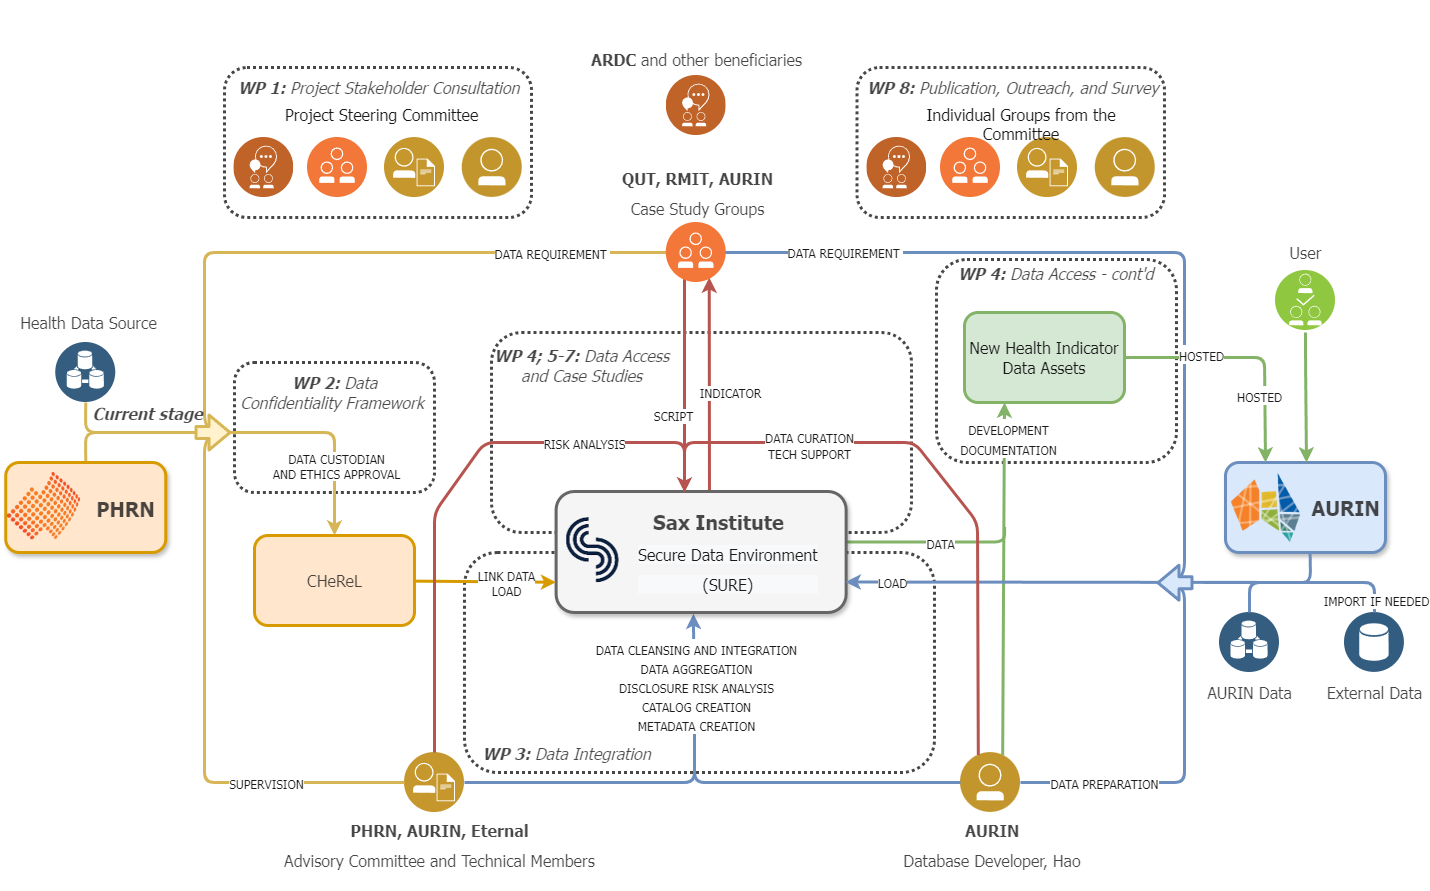 ARDC and other beneficiaries
WP 1: Project Stakeholder Consultation
Project Steering Committee
WP 8: Publication, Outreach, and Survey
Individual Groups from the
Committee
QUT, RMIT, AURIN
Case Study Groups
DATA REQUIREMENT
DATA REQUIREMENT
User
WP 4: Data Access - cont'd
Health Data Source
New Health Indicator
Data Assets
HOSTED
HOSTED
WP 4; 5-7: Data Access
and Case Studies
WP 2: Data
Confidentiality Framework
Current stage
INDICATOR
SCRIPT
RISK ANALYSIS
DATA CURATION
TECH SUPPORT
DEVELOPMENT
DOCUMENTATION
DATA CUSTODIAN
AND ETHICS APPROVAL
PHRN
AURIN
Sax Institute
Secure Data Environment
(SURE)
DATA
CHeReL
LINK DATA
LOAD
LOAD
IMPORT IF NEEDED
DATA CLEANSING AND INTEGRATION
DATA AGGREGATION
DISCLOSURE RISK ANALYSIS
CATALOG CREATION
METADATA CREATION
AURIN Data
External Data
WP 3: Data Integration
SUPERVISION
DATA PREPARATION
PHRN, AURIN, Eternal
Advisory Committee and Technical Members
AURIN
Database Developer, Hao